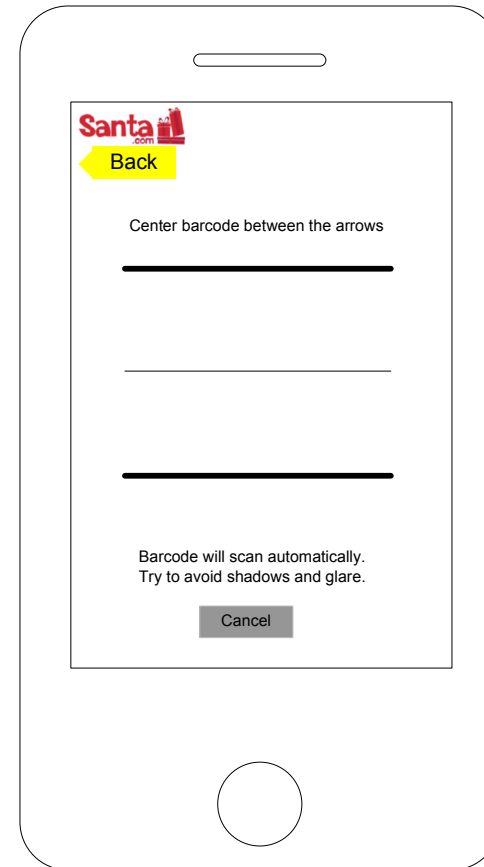 Santa
.com
Back
Center barcode between the arrows
Barcode will scan automatically.
Try to avoid shadows and glare.
Cancel